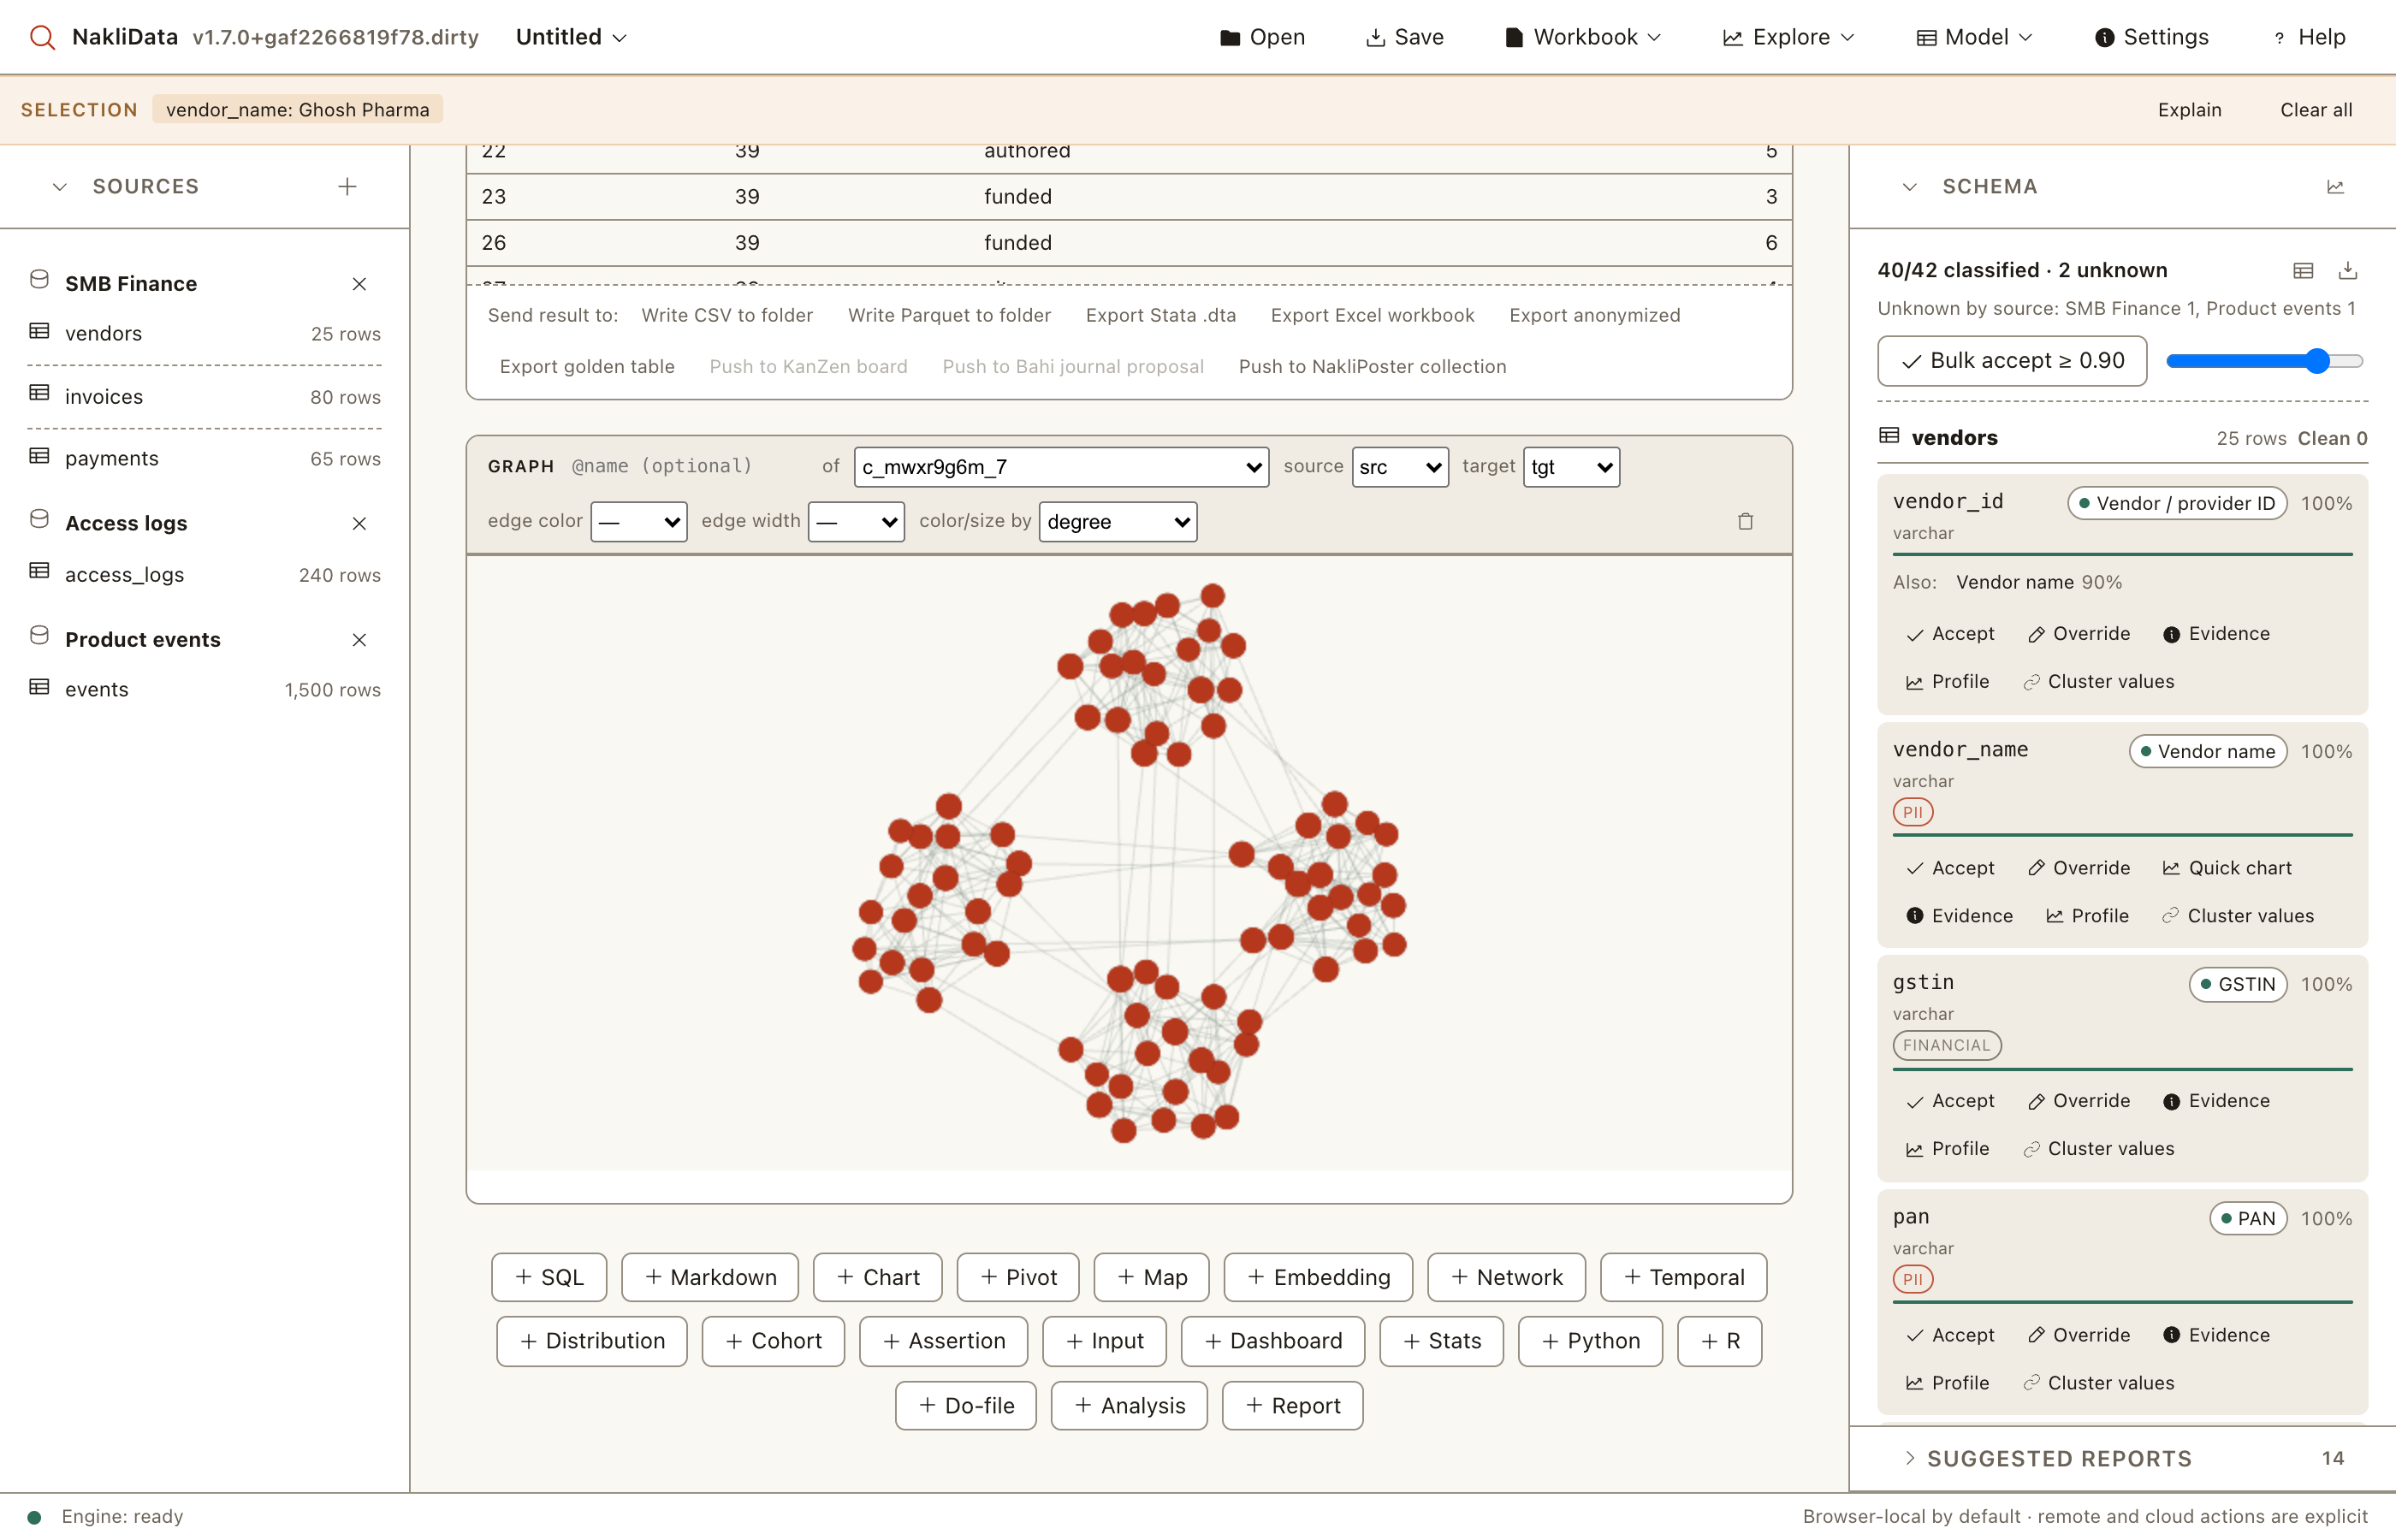 NakliData v1.7.0+gaf2266819f78.dirty Untitled Open Save Workbook Explore Model Settings ? Help
SELECTION vendor_name: Ghosh Pharma Explain Clear all
SOURCES
SMB Finance
vendors 25 rows
invoices 80 rows
payments 65 rows
Access logs
access_logs 240 rows
Product events
events 1,500 rows
22 39 authored 5
23 39 funded 3
26 39 funded 6
Send result to: Write CSV to folder Write Parquet to folder Export Stata .dta Export Excel workbook Export anonymized
Export golden table Push to KanZen board Push to Bahi journal proposal Push to NakliPoster collection
GRAPH @name (optional) of c_mwxr9g6m_7 source src target tgt
edge color — edge width — color/size by degree
+ SQL + Markdown + Chart + Pivot + Map + Embedding + Network + Temporal
+ Distribution + Cohort + Assertion + Input + Dashboard + Stats + Python + R
+ Do-file + Analysis + Report
SCHEMA
40/42 classified · 2 unknown
Unknown by source: SMB Finance 1, Product events 1
Bulk accept ≥ 0.90
vendors 25 rows Clean 0
vendor_id Vendor / provider ID 100%
varchar
Also: Vendor name 90%
Accept Override Evidence
Profile Cluster values
vendor_name Vendor name 100%
varchar
PII
Accept Override Quick chart
Evidence Profile Cluster values
gstin GSTIN 100%
varchar
FINANCIAL
Accept Override Evidence
Profile Cluster values
pan PAN 100%
varchar
PII
Accept Override Evidence
Profile Cluster values
SUGGESTED REPORTS 14
Engine: ready Browser-local by default · remote and cloud actions are explicit